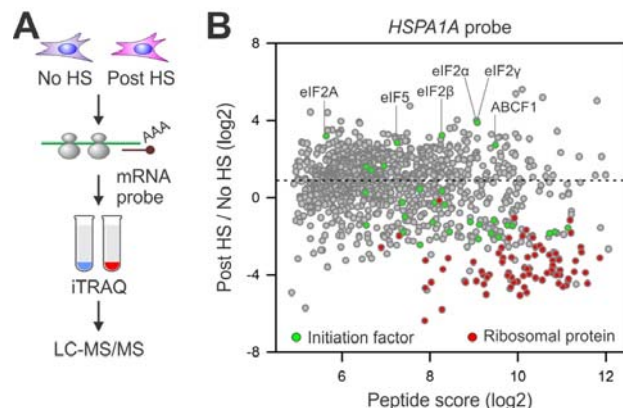 A
No HS Post HS
AAA
mRNA
probe
iTRAQ
LC-MS/MS
B
HSPA1A probe
Post HS / No HS (log2)
8
4
0
-4
-8
eIF2A
eIF5
eIF2β
eIF2α
eIF2γ
ABCF1
Initiation factor
Ribosomal protein
6 8 10 12
Peptide score (log2)